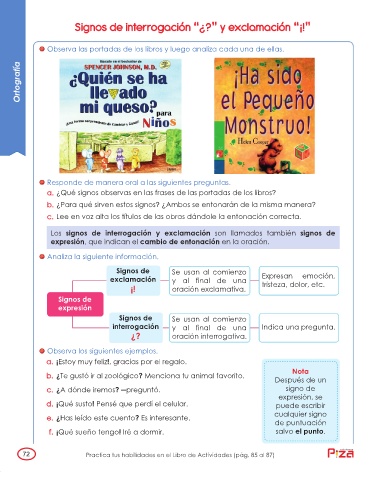 Signos de interrogación “¿?” y exclamación “¡!”
Ortografía
Observa las portadas de los libros y luego analiza cada una de ellas.
Basado en el bestseller de
SPENCER JOHNSON, M.D.
¿Quién se ha
llevado
mi queso?
para
Niños
¡Ha sido
el Pequeño
Monstruo!
Helen Cooper
Responde de manera oral a las siguientes preguntas.
a. ¿Qué signos observas en las frases de las portadas de los libros?
b. ¿Para qué sirven estos signos? ¿Ambos se entonarán de la misma manera?
c. Lee en voz alta los títulos de las obras dándole la entonación correcta.
Los signos de interrogación y exclamación son llamados también signos de
expresión, que indican el cambio de entonación en la oración.
Analiza la siguiente información.
Signos de
expresión
Signos de
exclamación
¡!
Se usan al comienzo
y al final de una
oración exclamativa.
Expresan emoción,
tristeza, dolor, etc.
Signos de
interrogación
¿?
Se usan al comienzo
y al final de una
oración interrogativa.
Indica una pregunta.
Observa los siguientes ejemplos.
a. ¡Estoy muy feliz!, gracias por el regalo.
b. ¿Te gustó ir al zoológico? Menciona tu animal favorito.
c. ¿A dónde iremos? —preguntó.
d. ¡Qué susto! Pensé que perdí el celular.
e. ¿Has leído este cuento? Es interesante.
f. ¡Qué sueño tengo! Iré a dormir.
Nota
Después de un
signo de
expresión, se
puede escribir
cualquier signo
de puntuación
salvo el punto.
72
Practica tus habilidades en el Libro de Actividades (pág. 85 al 87)